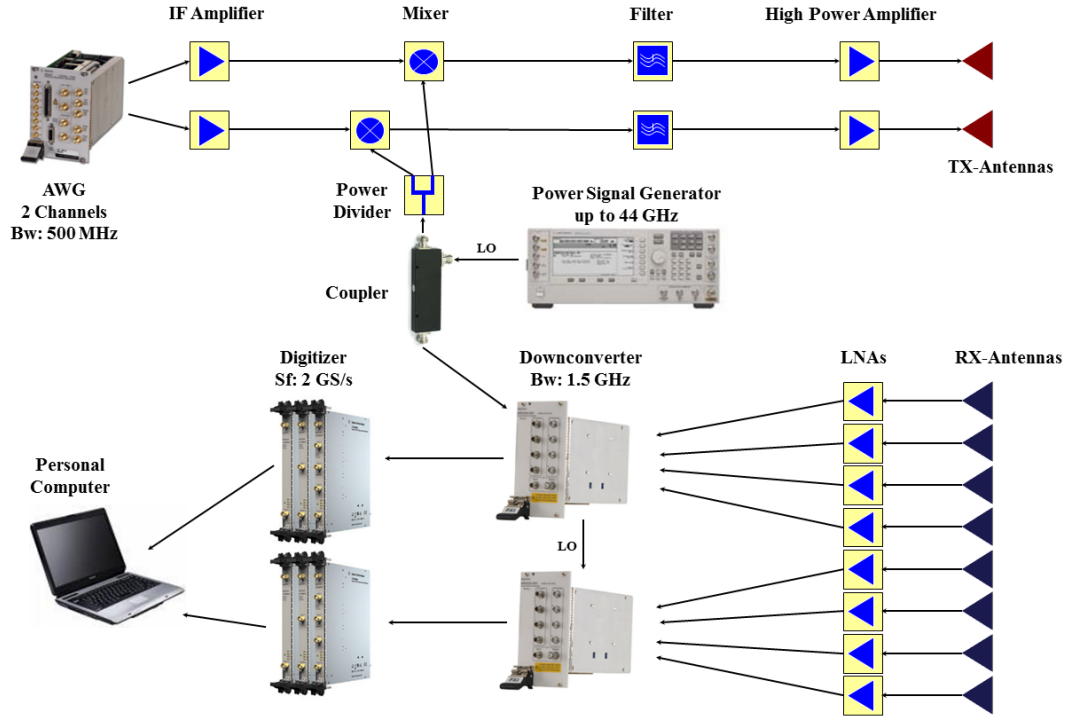 IF Amplifier
Mixer
Filter
High Power Amplifier
TX-Antennas
AWG
2 Channels
Bw: 500 MHz
Power
Divider
Power Signal Generator
up to 44 GHz
LO
Coupler
Digitizer
Sf: 2 GS/s
Downconverter
Bw: 1.5 GHz
LNAs
RX-Antennas
Personal
Computer
LO